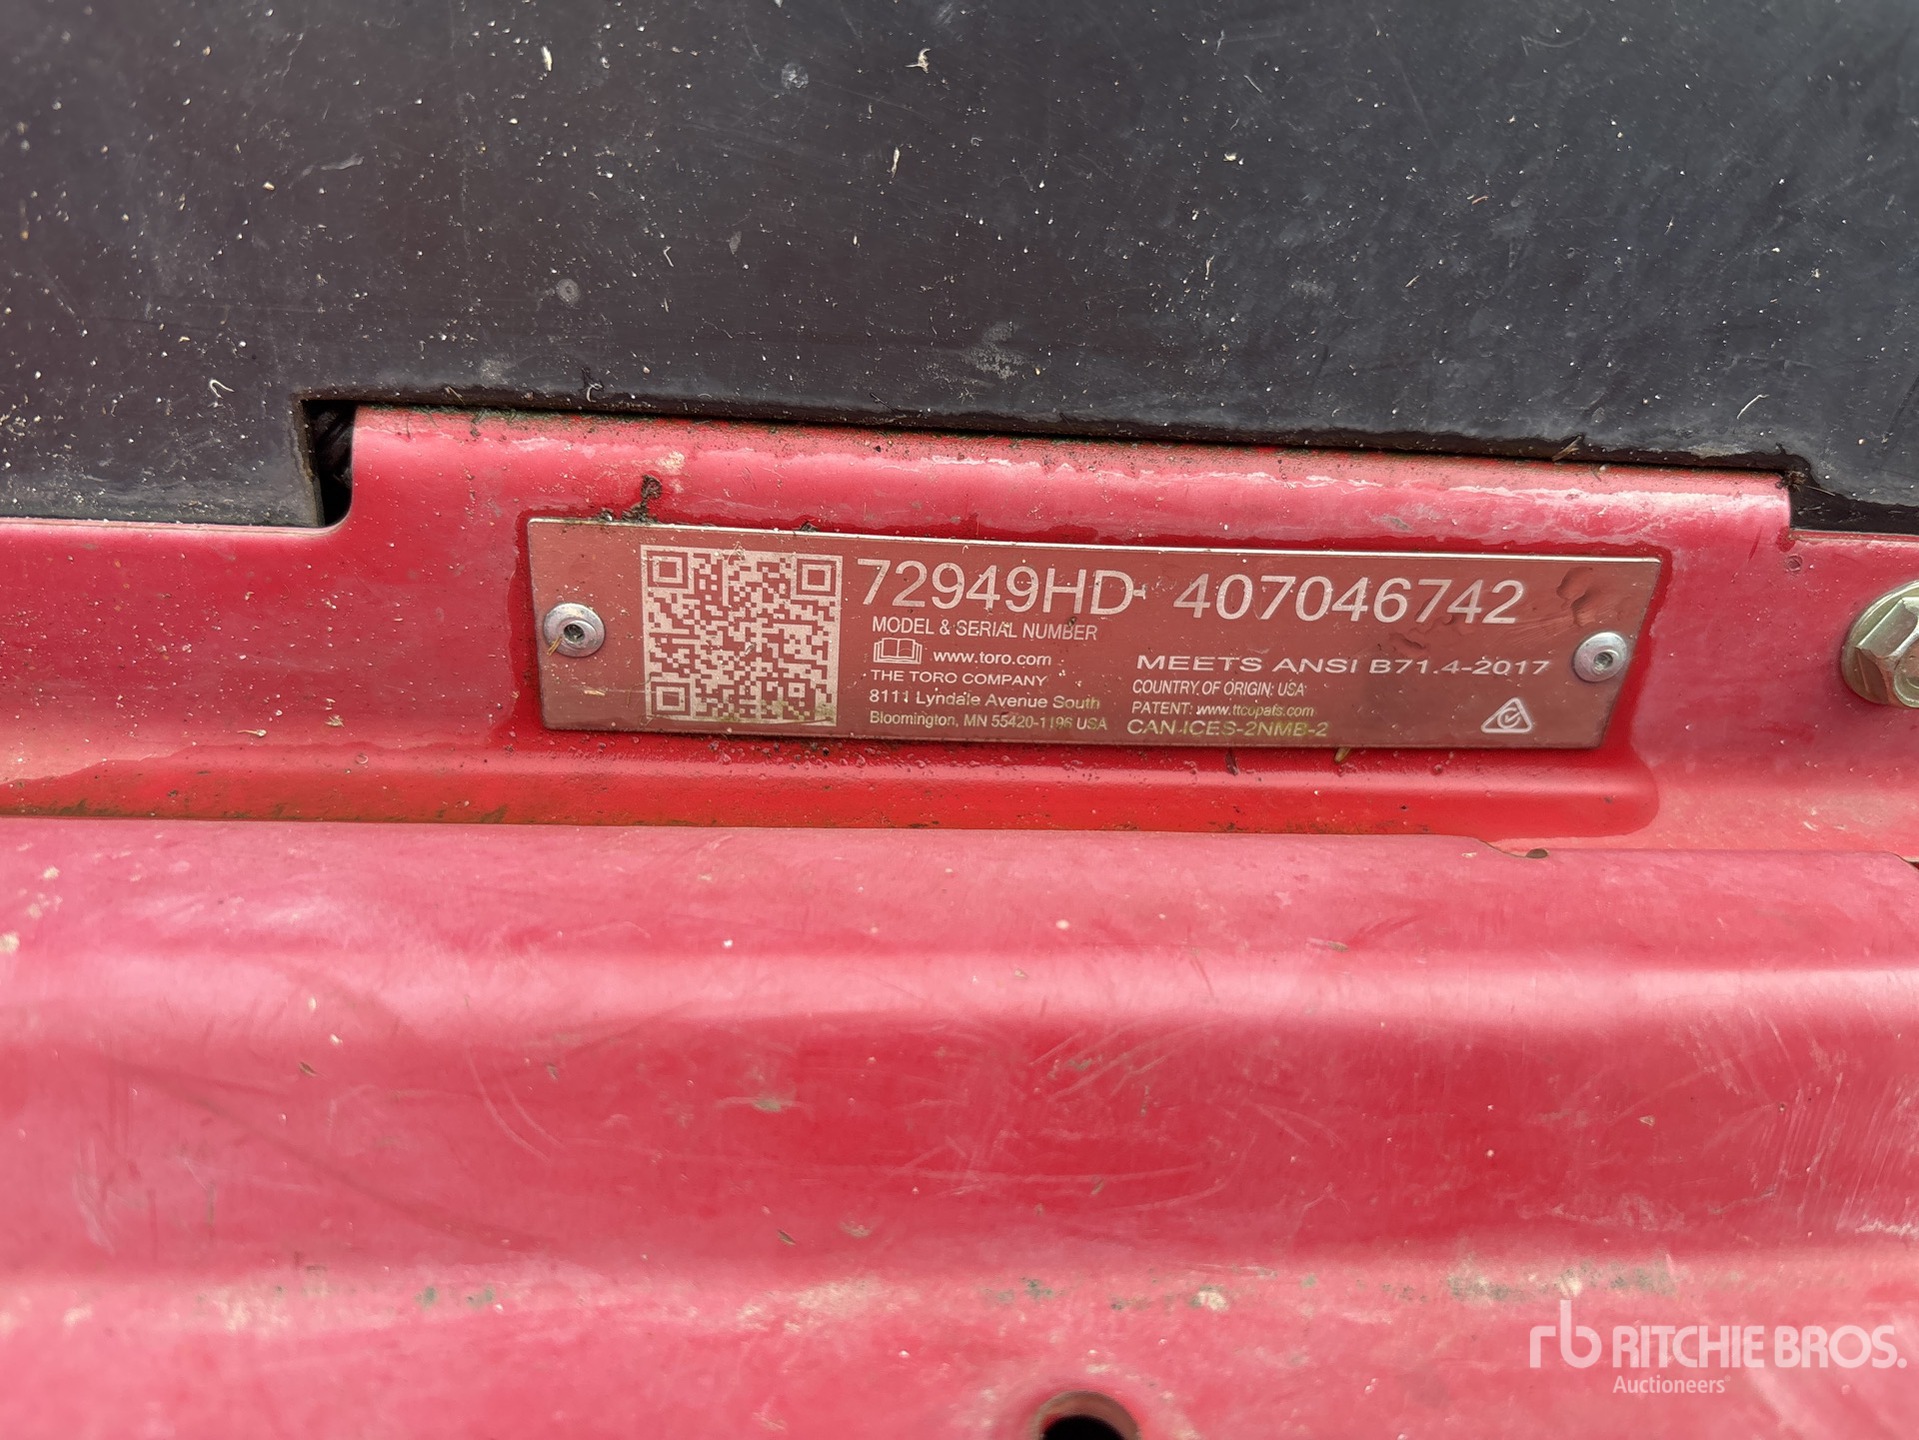 72949HD- 407046742
MODEL & SERIAL NUMBER
www.toro.com
THE TORO COMPANY
8111 Lyndale Avenue South
Bloomington, MN 55420-1196 USA
MEETS ANSI B71.4-2017
COUNTRY OF ORIGIN: USA
PATENT: www.ttcopats.com
CAN ICES-2NMB-2
rb RITCHIE BROS.
Auctioneers